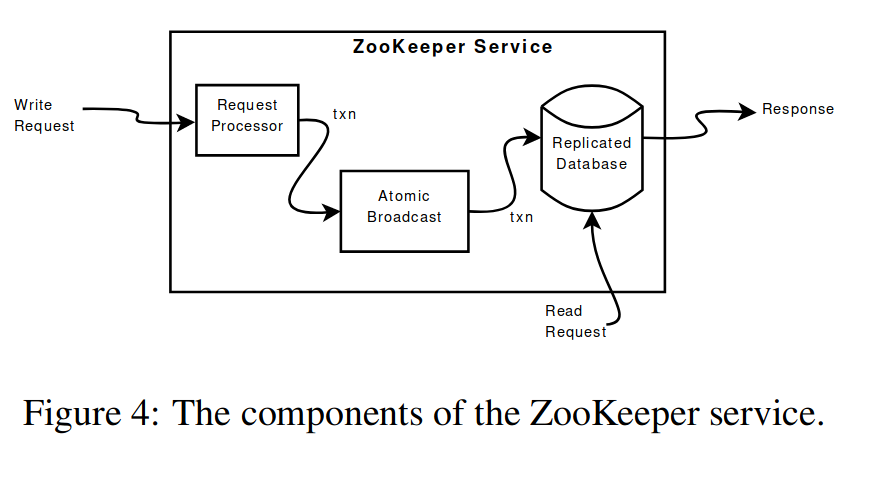 ZooKeeper Service
Write
Request
Request
Processor
txn
Atomic
Broadcast
txn
Replicated
Database
Response
Read
Request
Figure 4: The components of the ZooKeeper service.